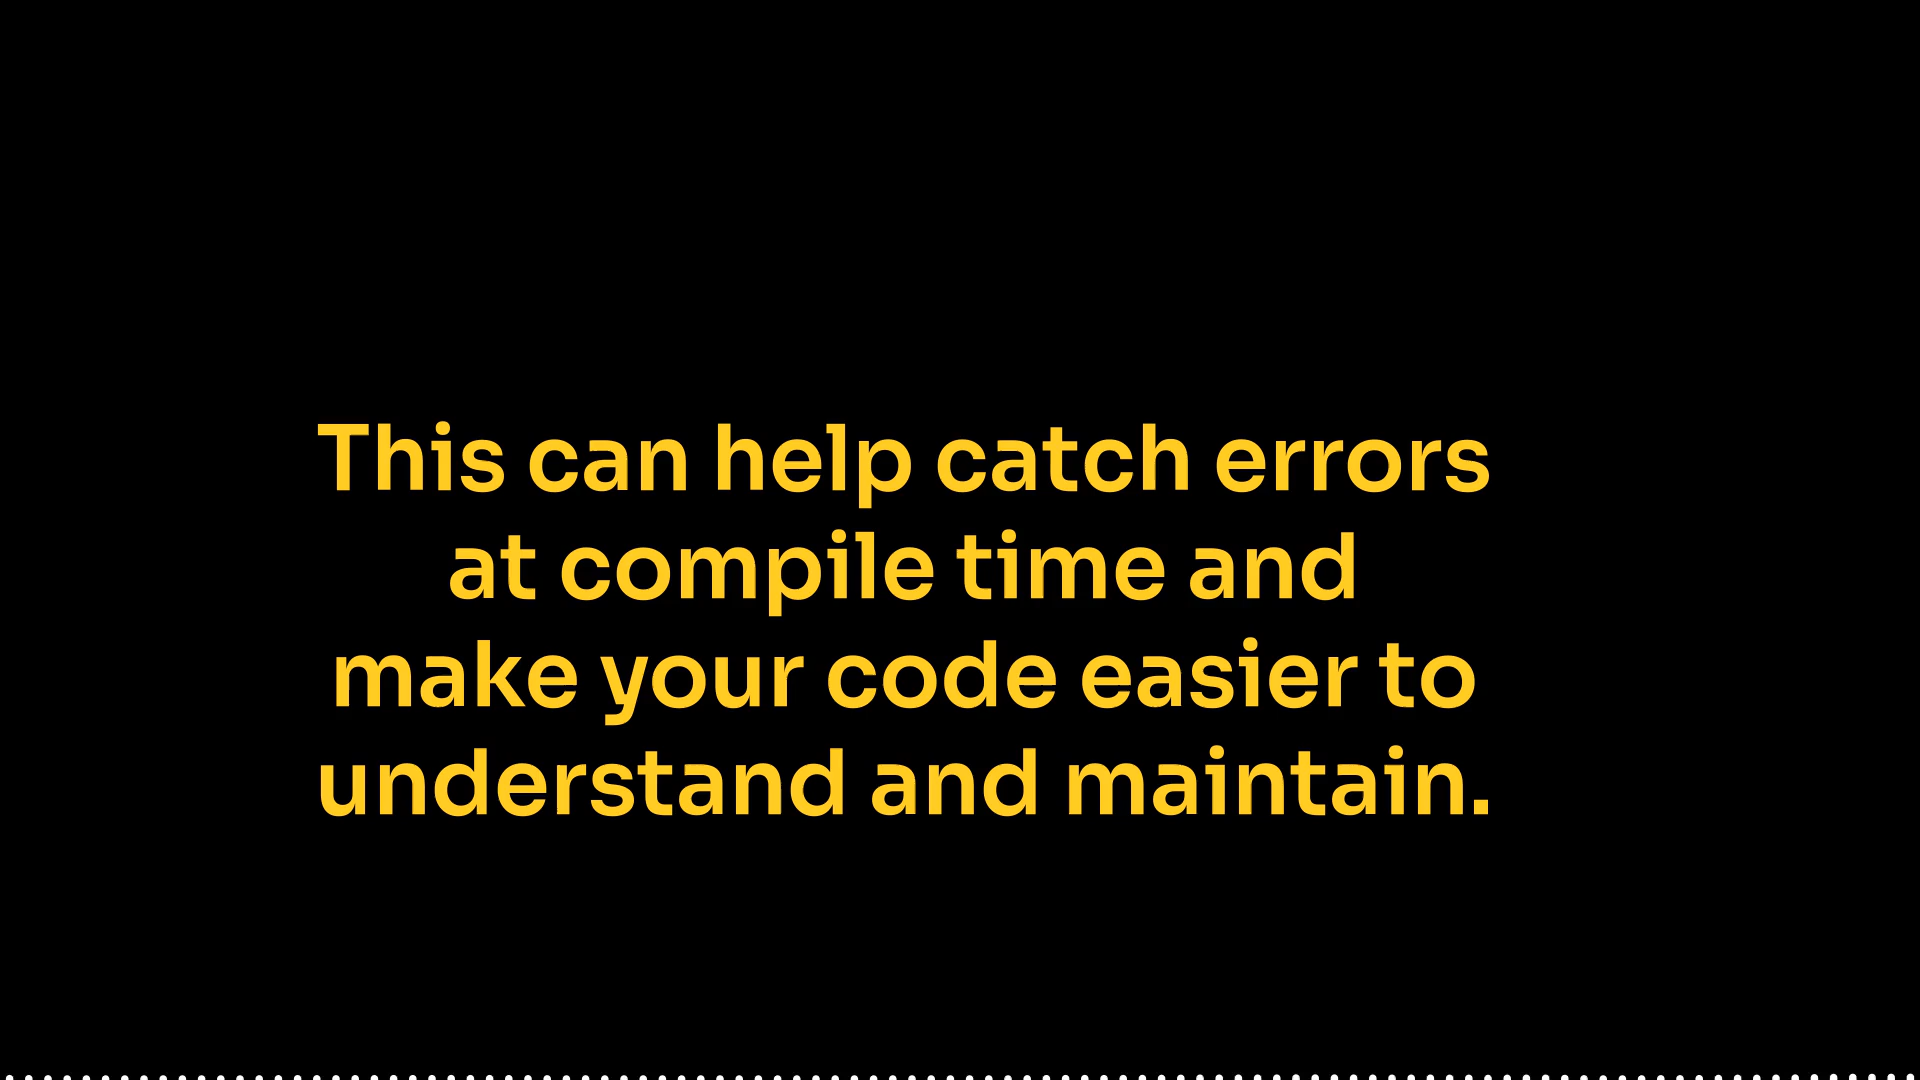 This can help catch errors
at compile time and
make your code easier to
understand and maintain.